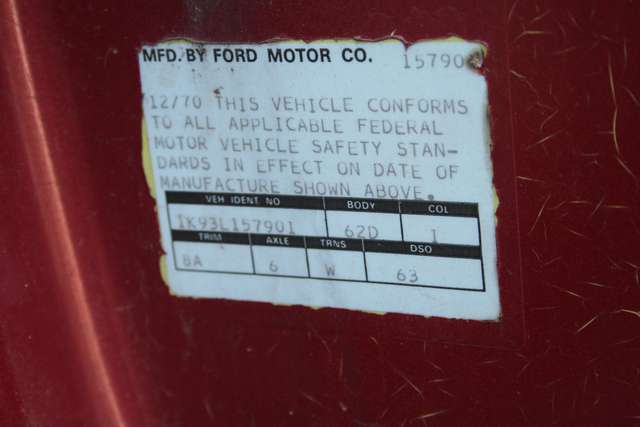 MFD. BY FORD MOTOR CO. 15790
12/70 THIS VEHICLE CONFORMS
TO ALL APPLICABLE FEDERAL
MOTOR VEHICLE SAFETY STAN-
DARDS IN EFFECT ON DATE OF
MANUFACTURE SHOWN ABOVE.
VEH IDENT NO BODY COL
1K93L157901 62D 1
TRIM AXLE TRNS DSO
8A 6 W 63